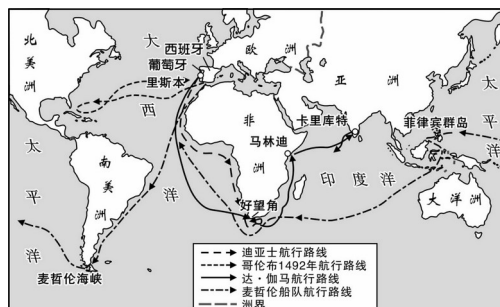 北美洲
大西洋
西班牙
葡萄牙
里斯本
欧洲
亚洲
非洲
卡里库特
马林迪
菲律宾群岛
太平洋
太平洋
南美洲
印度洋
大洋洲
好望角
麦哲伦海峡
迪亚士航行路线
哥伦布1492年航行路线
达·伽马航行路线
麦哲伦船队航行路线
洲界